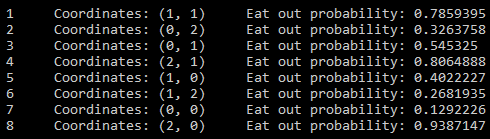 1 Coordinates: (1, 1) Eat out probability: 0.7859395
2 Coordinates: (0, 2) Eat out probability: 0.3263758
3 Coordinates: (0, 1) Eat out probability: 0.545325
4 Coordinates: (2, 1) Eat out probability: 0.8064888
5 Coordinates: (1, 0) Eat out probability: 0.4022227
6 Coordinates: (1, 2) Eat out probability: 0.2681935
7 Coordinates: (0, 0) Eat out probability: 0.1292226
8 Coordinates: (2, 0) Eat out probability: 0.9387147